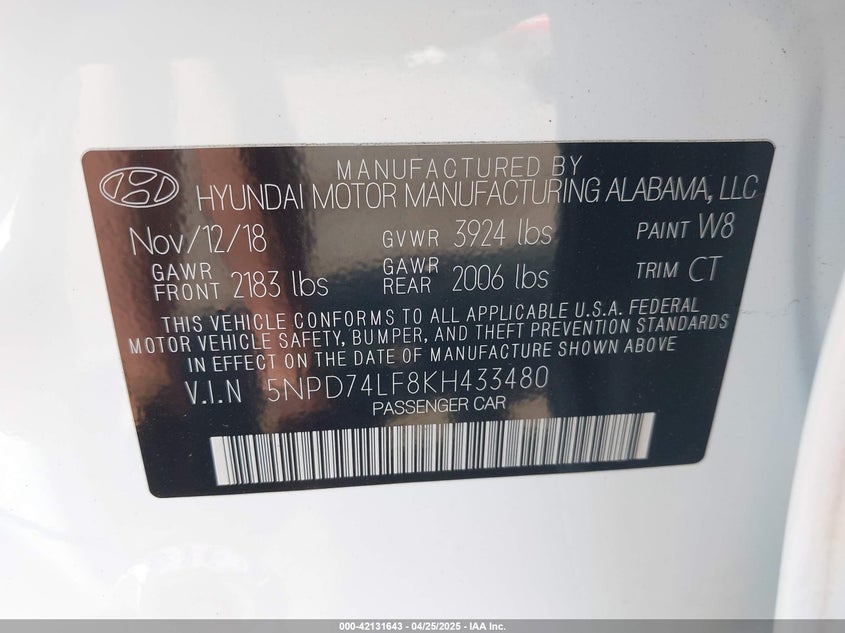 MANUFACTURED BY
HYUNDAI MOTOR MANUFACTURING ALABAMA, LLC
Nov/12/18 GVWR 3924 lbs PAINT W8
GAWR FRONT 2183 lbs GAWR REAR 2006 lbs TRIM CT
THIS VEHICLE CONFORMS TO ALL APPLICABLE U.S.A. FEDERAL
MOTOR VEHICLE SAFETY, BUMPER, AND THEFT PREVENTION STANDARDS
IN EFFECT ON THE DATE OF MANUFACTURE SHOWN ABOVE
V.I.N 5NPD74LF8KH433480
PASSENGER CAR
000-42131643 - 04/25/2025 - IAA Inc.